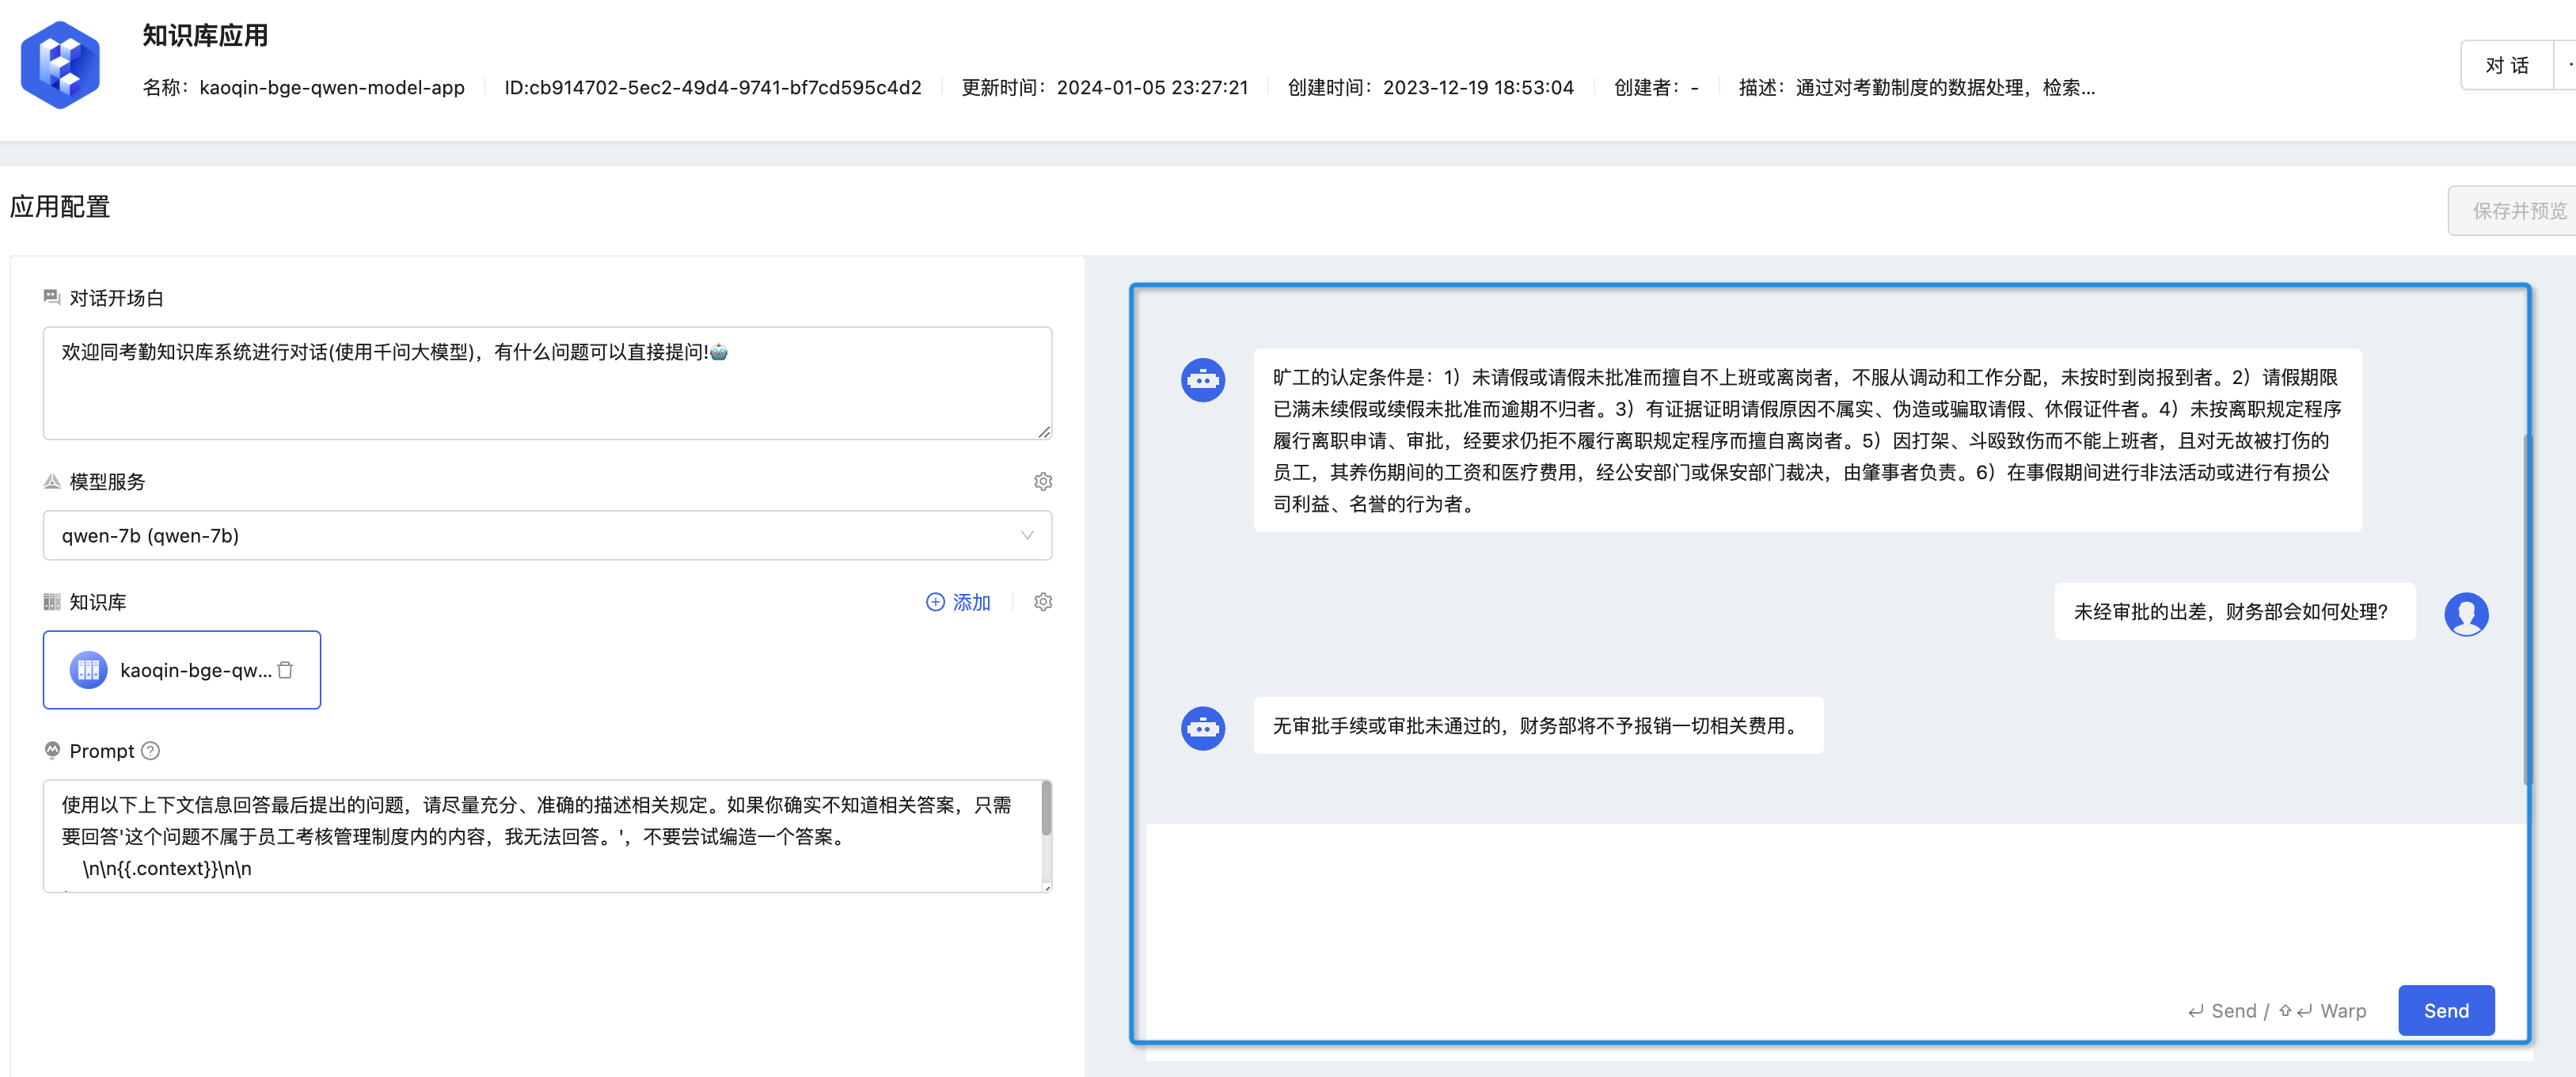 知识库应用
名称：kaoqin-bge-qwen-model-app ID:cb914702-5ec2-49d4-9741-bf7cd595c4d2 更新时间：2024-01-05 23:27:21 创建时间：2023-12-19 18:53:04 创建者：- 描述：通过对考勤制度的数据处理，检索...
对 话
应用配置
保存并预览
对话开场白
欢迎同考勤知识库系统进行对话(使用千问大模型)，有什么问题可以直接提问!🤖
模型服务
qwen-7b (qwen-7b)
知识库
添加
kaoqin-bge-qw...
Prompt
使用以下上下文信息回答最后提出的问题，请尽量充分、准确的描述相关规定。如果你确实不知道相关答案，只需
要回答'这个问题不属于员工考核管理制度内的内容，我无法回答。'，不要尝试编造一个答案。
\n\n{{.context}}\n\n
旷工的认定条件是：1）未请假或请假未批准而擅自不上班或离岗者，不服从调动和工作分配，未按时到岗报到者。2）请假期限
已满未续假或续假未批准而逾期不归者。3）有证据证明请假原因不属实、伪造或骗取请假、休假证件者。4）未按离职规定程序
履行离职申请、审批，经要求仍拒不履行离职规定程序而擅自离岗者。5）因打架、斗殴致伤而不能上班者，且对无故被打伤的
员工，其养伤期间的工资和医疗费用，经公安部门或保安部门裁决，由肇事者负责。6）在事假期间进行非法活动或进行有损公
司利益、名誉的行为者。
未经审批的出差，财务部会如何处理?
无审批手续或审批未通过的，财务部将不予报销一切相关费用。
Send / Warp
Send